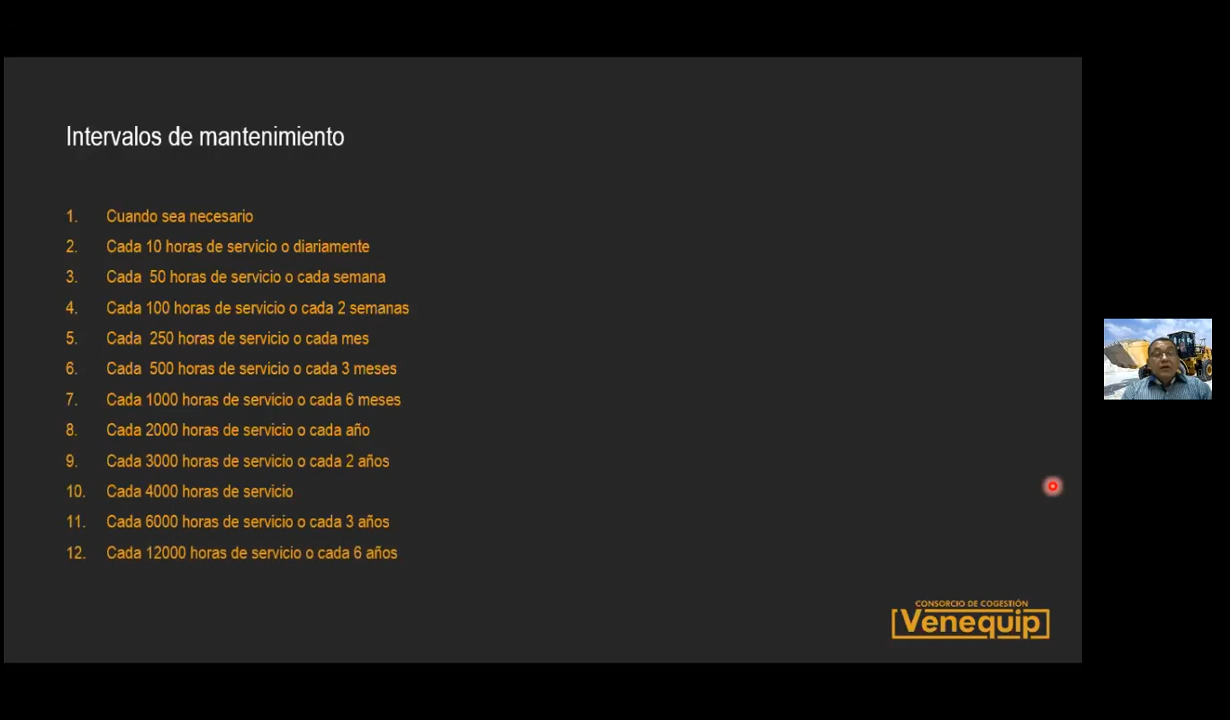 Intervalos de mantenimiento
1. Cuando sea necesario
2. Cada 10 horas de servicio o diariamente
3. Cada 50 horas de servicio o cada semana
4. Cada 100 horas de servicio o cada 2 semanas
5. Cada 250 horas de servicio o cada mes
6. Cada 500 horas de servicio o cada 3 meses
7. Cada 1000 horas de servicio o cada 6 meses
8. Cada 2000 horas de servicio o cada año
9. Cada 3000 horas de servicio o cada 2 años
10. Cada 4000 horas de servicio
11. Cada 6000 horas de servicio o cada 3 años
12. Cada 12000 horas de servicio o cada 6 años
CONSORCIO DE COGESTIÓN
Venequip